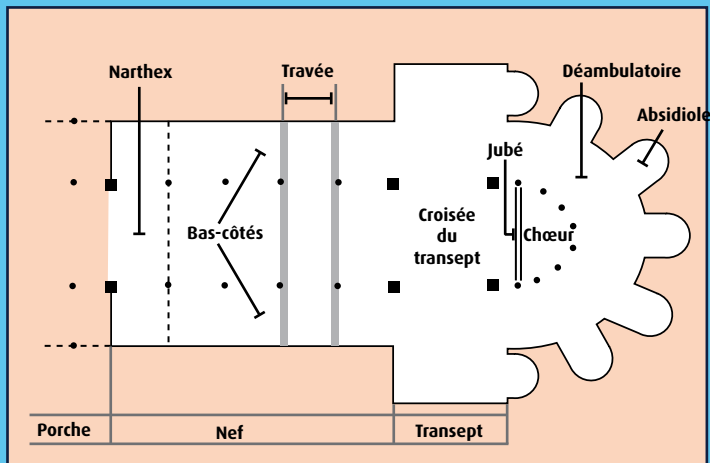 Narthex
Travée
Déambulatoire
Absidiole
Jubé
Bas-côtés
Croisée
du
transept
Chœur
Porche
Nef
Transept